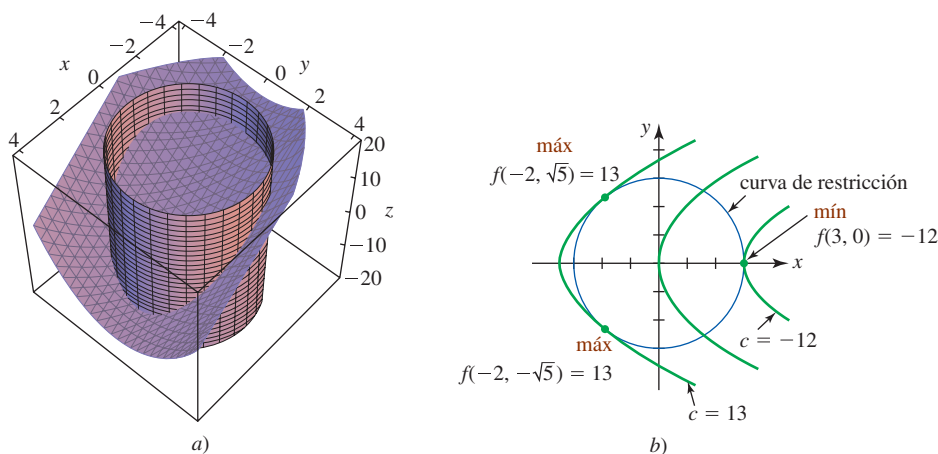 −4 −4
−2 −2
x 0 0 y
2 2
4 4
20
10
0 z
−10
−20
a)
y
máx
f(−2, √5) = 13
curva de restricción
mín
f(3, 0) = −12
x
c = −12
máx
f(−2, −√5) = 13
c = 13
b)